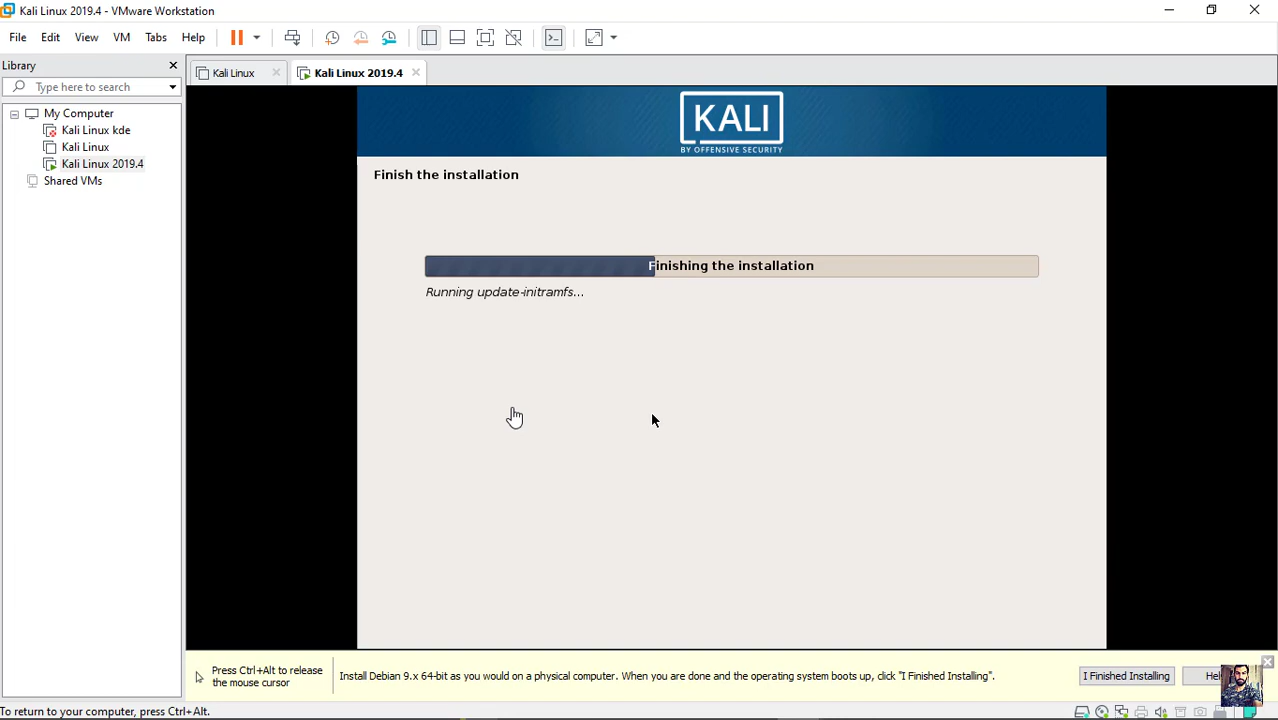 Kali Linux 2019.4 - VMware Workstation
File Edit View VM Tabs Help
Library
Type here to search
My Computer
Kali Linux kde
Kali Linux
Kali Linux 2019.4
Shared VMs
Kali Linux
Kali Linux 2019.4
KALI
BY OFFENSIVE SECURITY
Finish the installation
Finishing the installation
Running update-initramfs...
Press Ctrl+Alt to release
the mouse cursor
Install Debian 9.x 64-bit as you would on a physical computer. When you are done and the operating system boots up, click "I Finished Installing".
I Finished Installing
To return to your computer, press Ctrl+Alt.